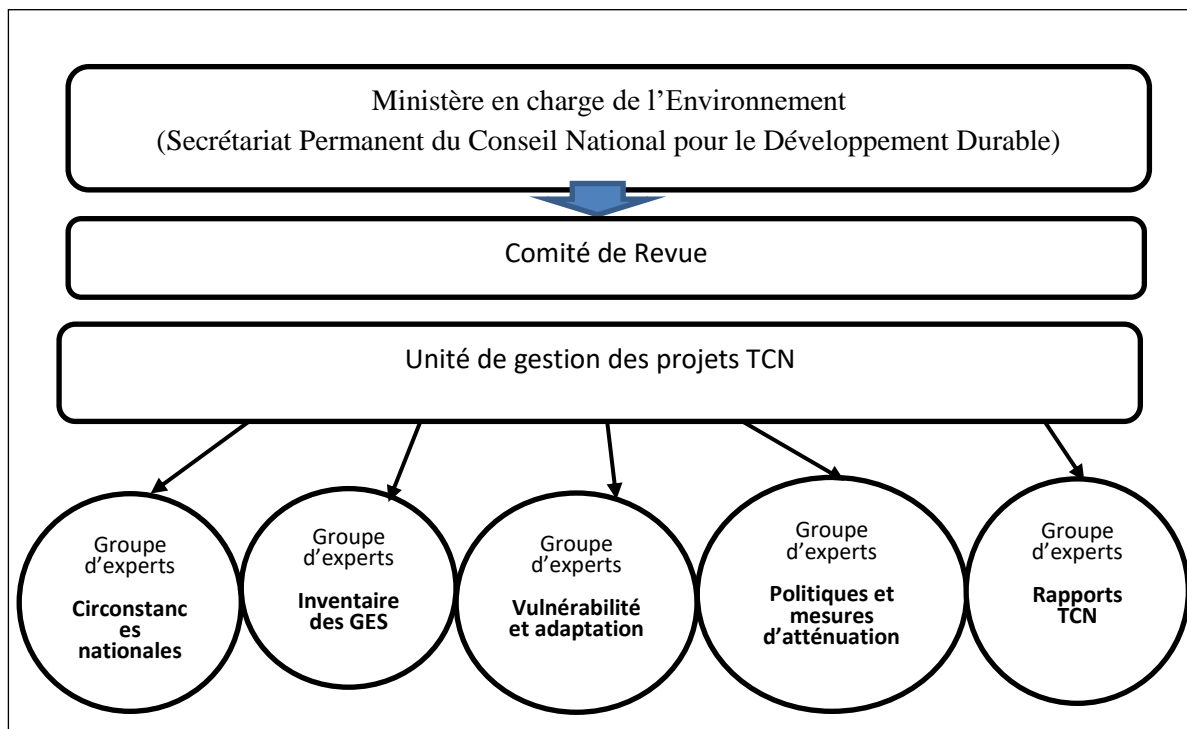 Ministère en charge de l’Environnement
(Secrétariat Permanent du Conseil National pour le Développement Durable)
Comité de Revue
Unité de gestion des projets TCN
Groupe
d’experts
Circonstanc
es
nationales
Groupe
d’experts
Inventaire
des GES
Groupe
d’experts
Vulnérabilité
et adaptation
Groupe
d’experts
Politiques et
mesures
d’atténuation
Groupe
d’experts
Rapports
TCN